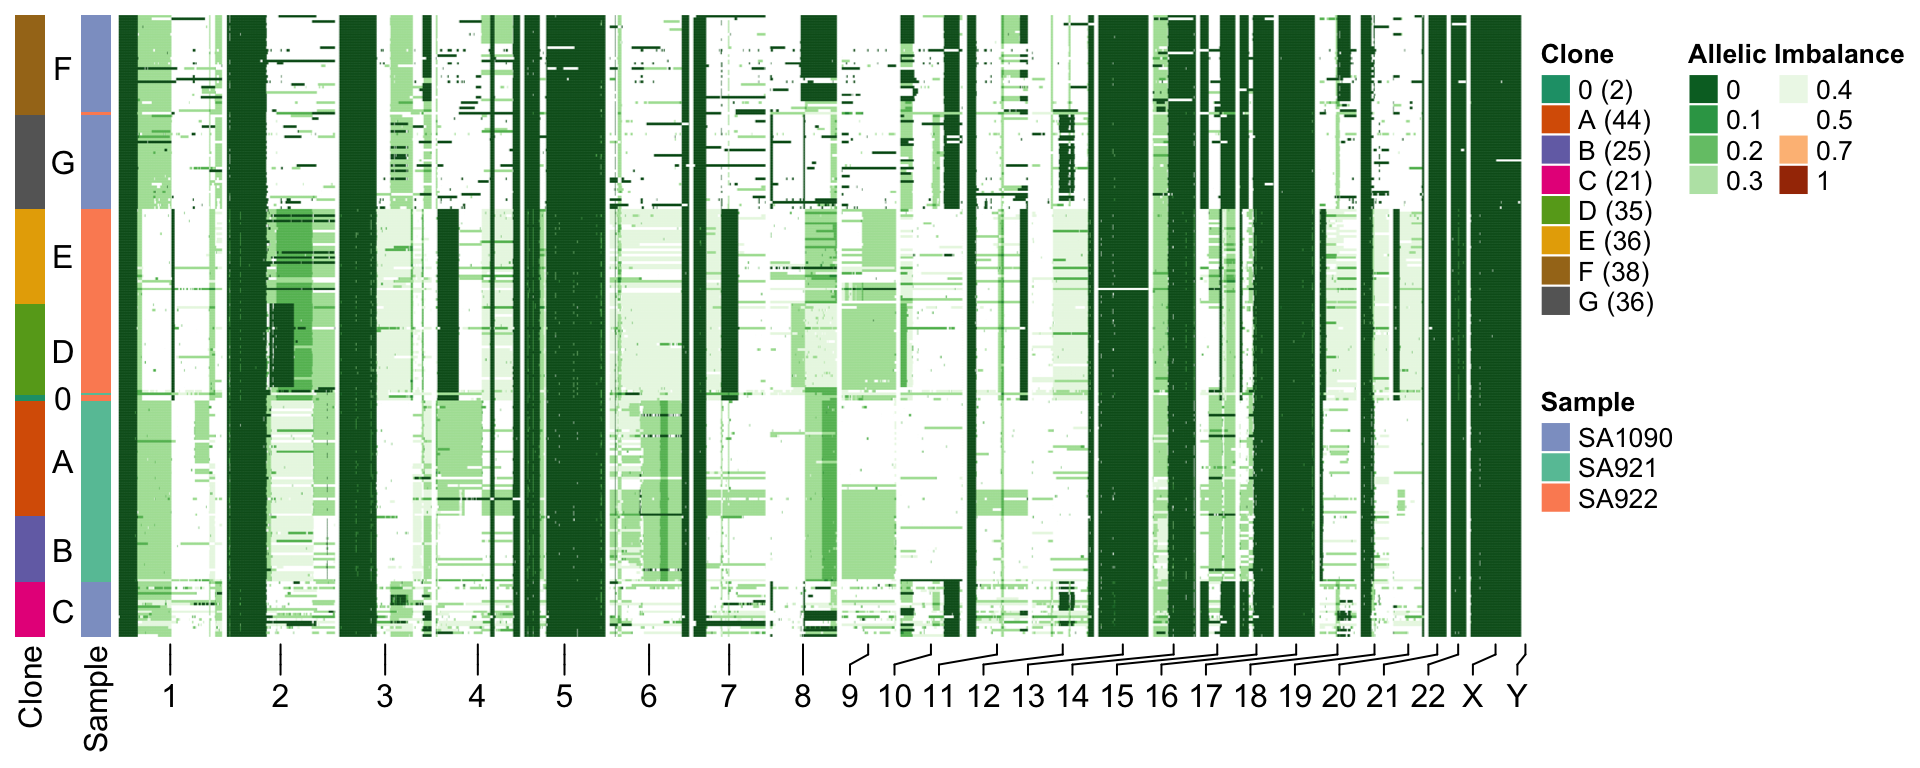 F
G
E
D
0
A
B
C
Clone
Sample
1 2 3 4 5 6 7 8 9 10 11 12 13 14 15 16 17 18 19 20 21 22 X Y
Clone
0 (2)
A (44)
B (25)
C (21)
D (35)
E (36)
F (38)
G (36)
Allelic Imbalance
0
0.1
0.2
0.3
0.4
0.5
0.7
1
Sample
SA1090
SA921
SA922